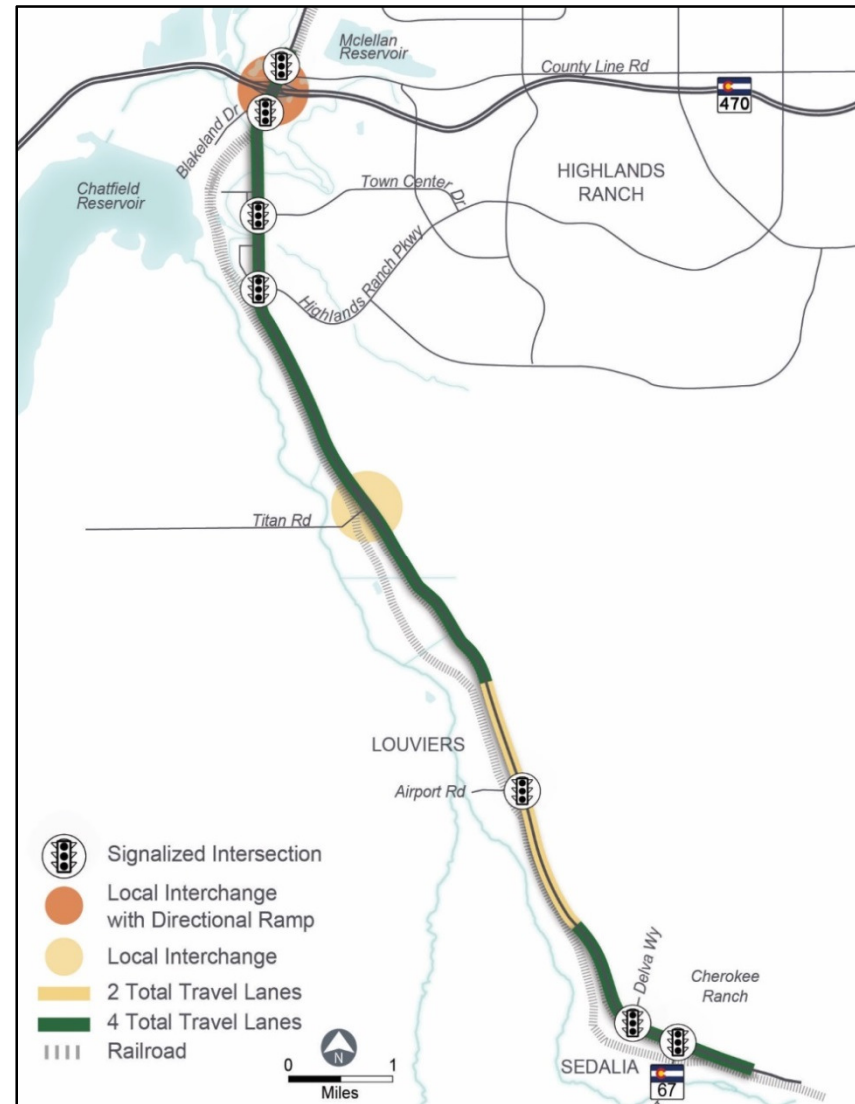 Mclellan
Reservoir
County Line Rd
470
Blakeland Dr
Chatfield
Reservoir
Town Center Dr
HIGHLANDS
RANCH
Highlands Ranch Pkwy
Titan Rd
LOUVIERS
Airport Rd
Delva Wy
Cherokee
Ranch
SEDALIA
67
Signalized Intersection
Local Interchange
with Directional Ramp
Local Interchange
2 Total Travel Lanes
4 Total Travel Lanes
Railroad
N
0 1
Miles